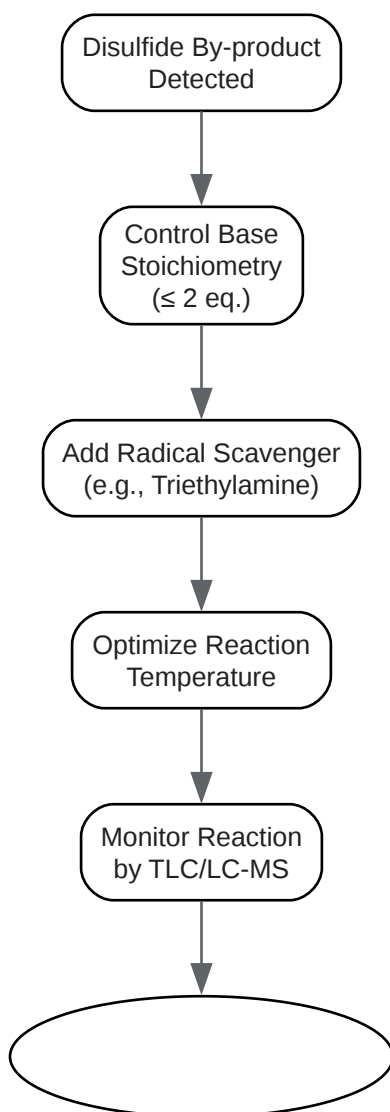 Disulfide By-product
Detected
Control Base
Stoichiometry
(≤ 2 eq.)
Add Radical Scavenger
(e.g., Triethylamine)
Optimize Reaction
Temperature
Monitor Reaction
by TLC/LC-MS